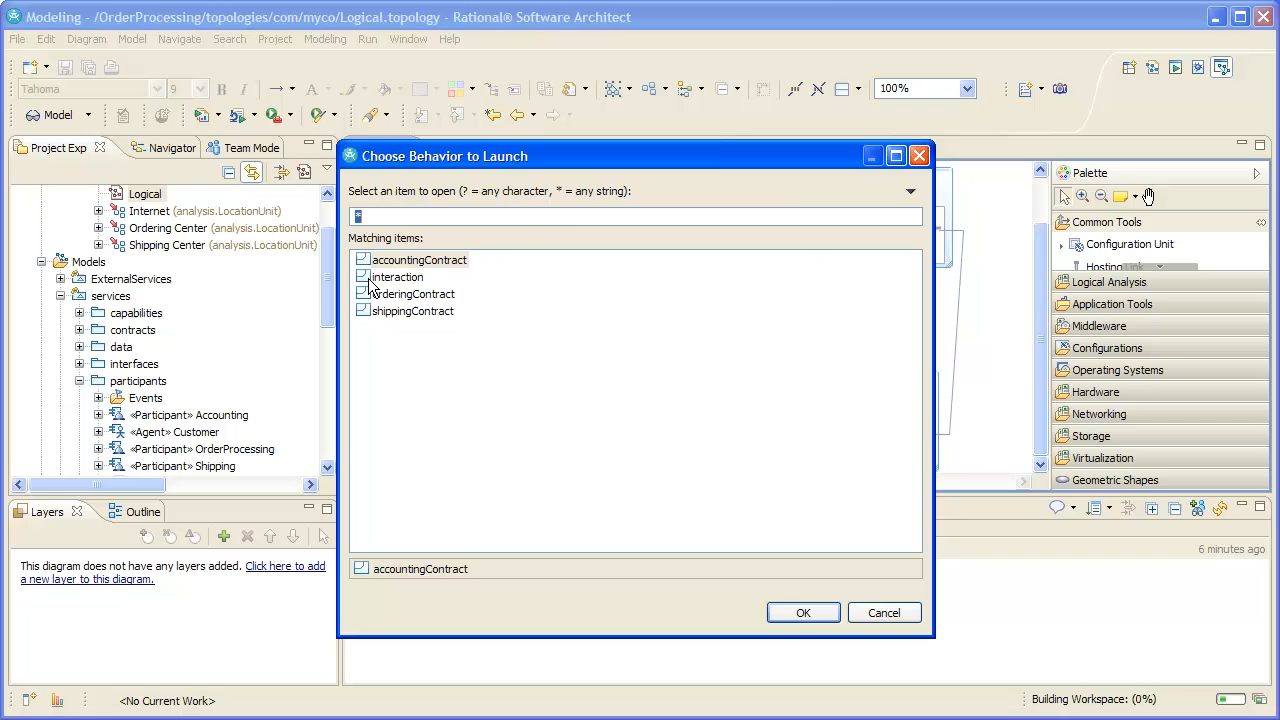 Modeling - /OrderProcessing/topologies/com/myco/Logical.topology - Rational® Software Architect
File Edit Diagram Model Navigate Search Project Modeling Run Window Help
Tahoma 9 B I A 100%
Model
Project Exp Navigator Team Mode
Logical
Internet (analysis.LocationUnit)
Ordering Center (analysis.LocationUnit)
Shipping Center (analysis.LocationUnit)
Models
ExternalServices
services
capabilities
contracts
data
interfaces
participants
Events
«Participant» Accounting
«Agent» Customer
«Participant» OrderProcessing
«Participant» Shipping
Layers Outline
This diagram does not have any layers added. Click here to add
a new layer to this diagram.
Choose Behavior to Launch
Select an item to open (? = any character, * = any string):
*
Matching items:
accountingContract
interaction
orderingContract
shippingContract
accountingContract
OK Cancel
Palette
Common Tools
Configuration Unit
Hosting Link
Logical Analysis
Application Tools
Middleware
Configurations
Operating Systems
Hardware
Networking
Storage
Virtualization
Geometric Shapes
6 minutes ago
<No Current Work>
Building Workspace: (0%)